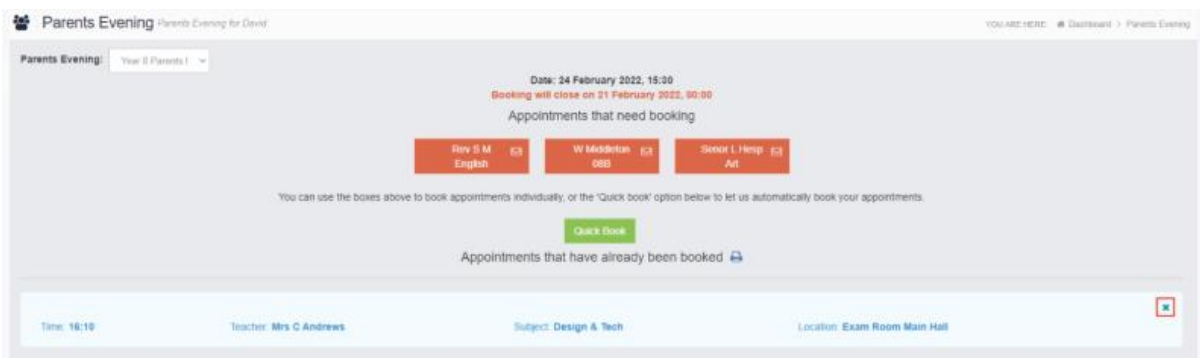 Parents Evening Parents Evening for David
YOU ARE HERE: Dashboard > Parents Evening
Parents Evening: Year 8 Parents
Date: 24 February 2022, 15:30
Booking will close on 21 February 2022, 00:00
Appointments that need booking
Rev S M English
W Middleton 08B
Senor L Hesp Art
You can use the boxes above to book appointments individually, or the 'Quick book' option below to let us automatically book your appointments.
Quick Book
Appointments that have already been booked
Time: 16:10 Teacher: Mrs C Andrews Subject: Design & Tech Location: Exam Room Main Hall